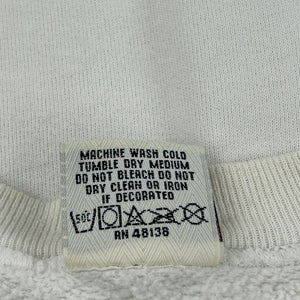 MACHINE WASH COLD
TUMBLE DRY MEDIUM
DO NOT BLEACH DO NOT
DRY CLEAN OR IRON
IF DECORATED
50°C
RN 48138